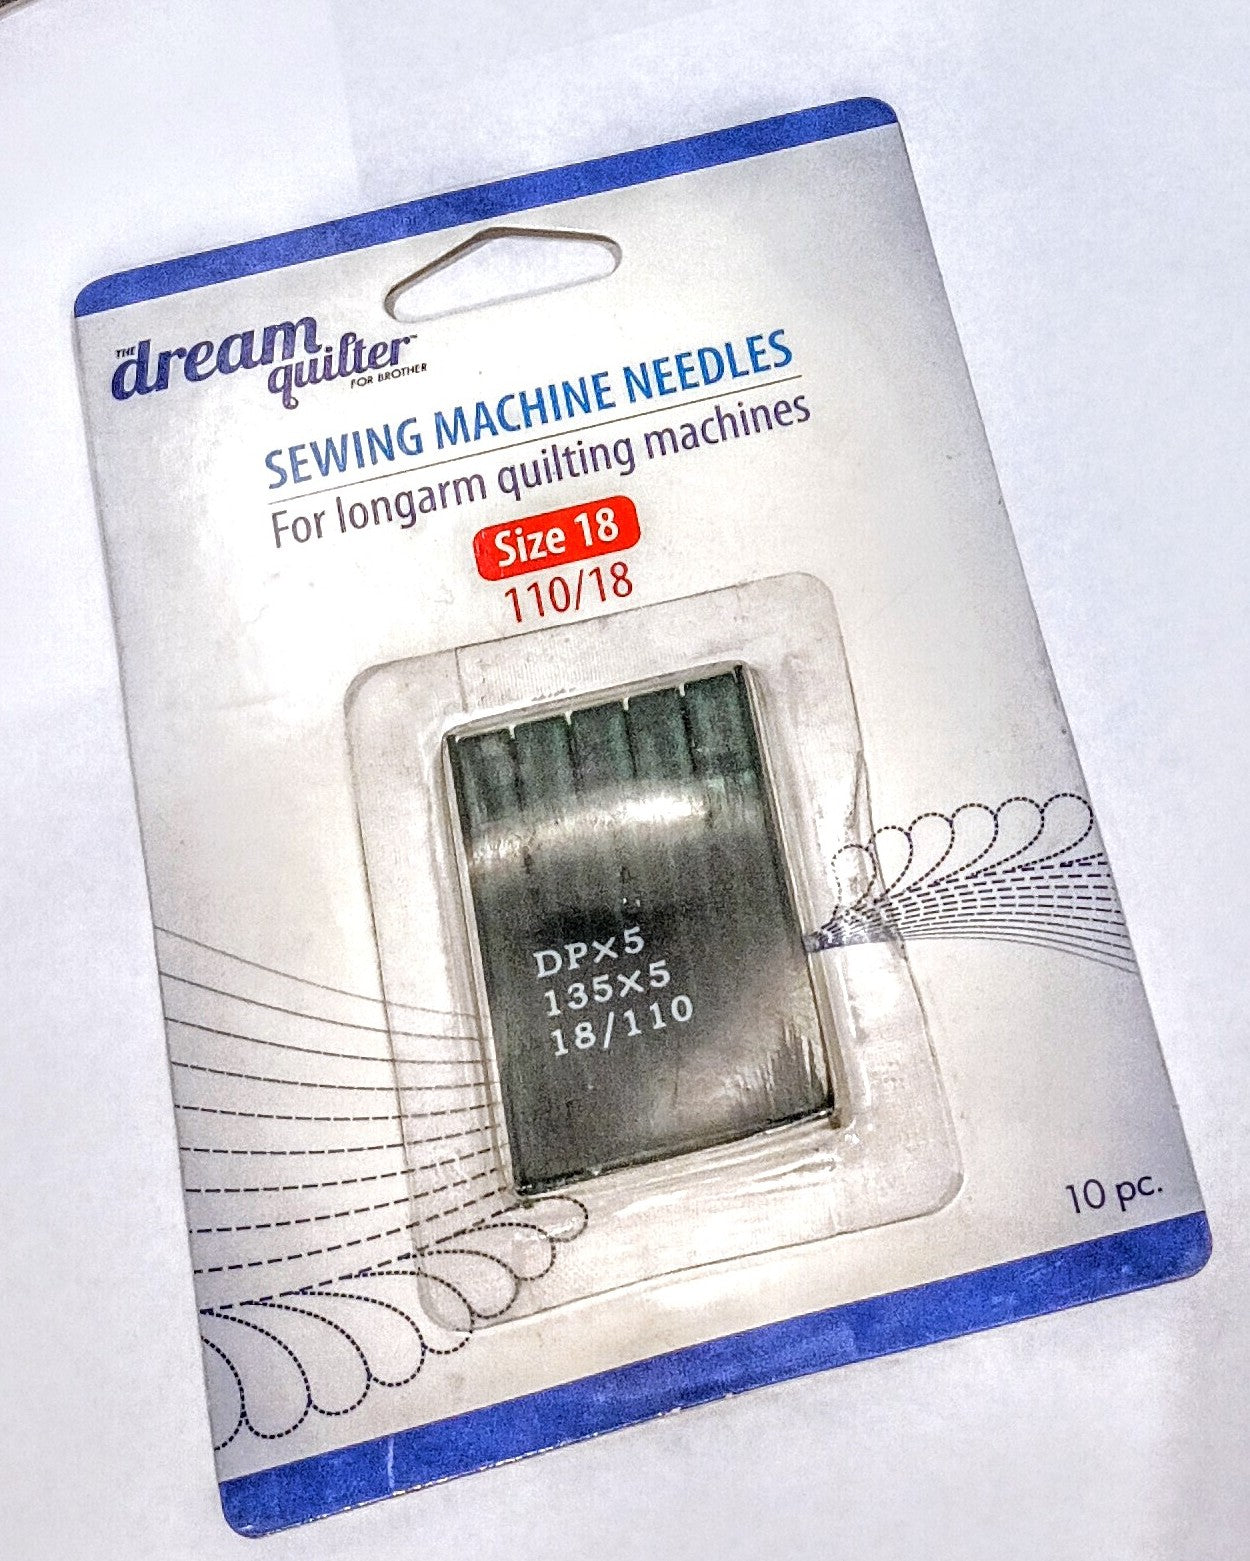 THE dream
quilter™
FOR BROTHER
SEWING MACHINE NEEDLES
For longarm quilting machines
Size 18
110/18
DP×5
135×5
18/110
10 pc.